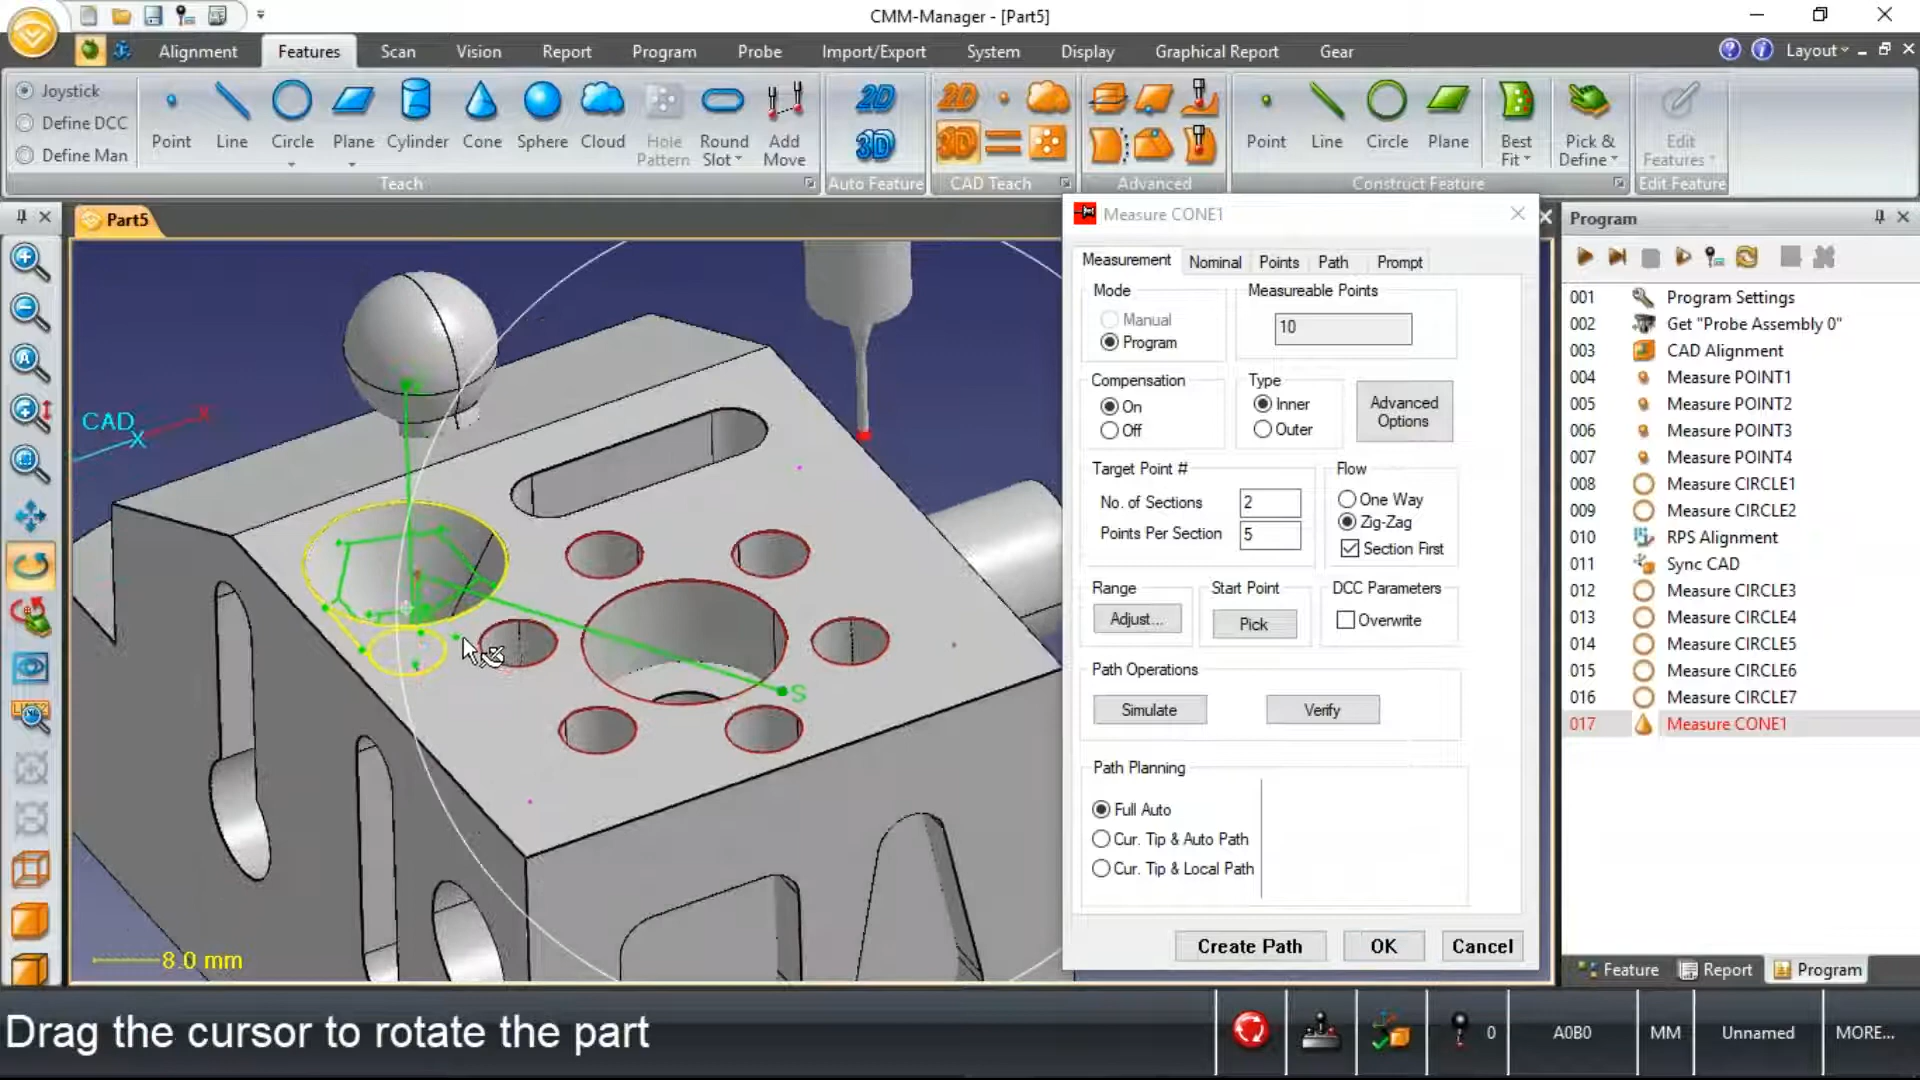 CMM-Manager - [Part5]
Alignment
Features
Scan
Vision
Report
Program
Probe
Import/Export
System
Display
Graphical Report
Gear
Layout
Joystick
Define DCC
Define Man
Point
Line
Circle
Plane
Cylinder
Cone
Sphere
Cloud
Hole Pattern
Round Slot
Add Move
Teach
2D
3D
Auto Feature
2D
3D
CAD Teach
Advanced
Point
Line
Circle
Plane
Best Fit
Pick & Define
Construct Feature
Edit Features
Edit Feature
Part5
CAD
X
X
S
8.0 mm
Measure CONE1
Measurement
Nominal
Points
Path
Prompt
Mode
Manual
Program
Measureable Points
10
Compensation
On
Off
Type
Inner
Outer
Advanced Options
Target Point #
No. of Sections
2
Points Per Section
5
Flow
One Way
Zig-Zag
Section First
Range
Adjust...
Start Point
Pick
DCC Parameters
Overwrite
Path Operations
Simulate
Verify
Path Planning
Full Auto
Cur. Tip & Auto Path
Cur. Tip & Local Path
Create Path
OK
Cancel
Program
001 Program Settings
002 Get "Probe Assembly 0"
003 CAD Alignment
004 Measure POINT1
005 Measure POINT2
006 Measure POINT3
007 Measure POINT4
008 Measure CIRCLE1
009 Measure CIRCLE2
010 RPS Alignment
011 Sync CAD
012 Measure CIRCLE3
013 Measure CIRCLE4
014 Measure CIRCLE5
015 Measure CIRCLE6
016 Measure CIRCLE7
017 Measure CONE1
Feature
Report
Program
Drag the cursor to rotate the part
0
A0B0
MM
Unnamed
MORE...